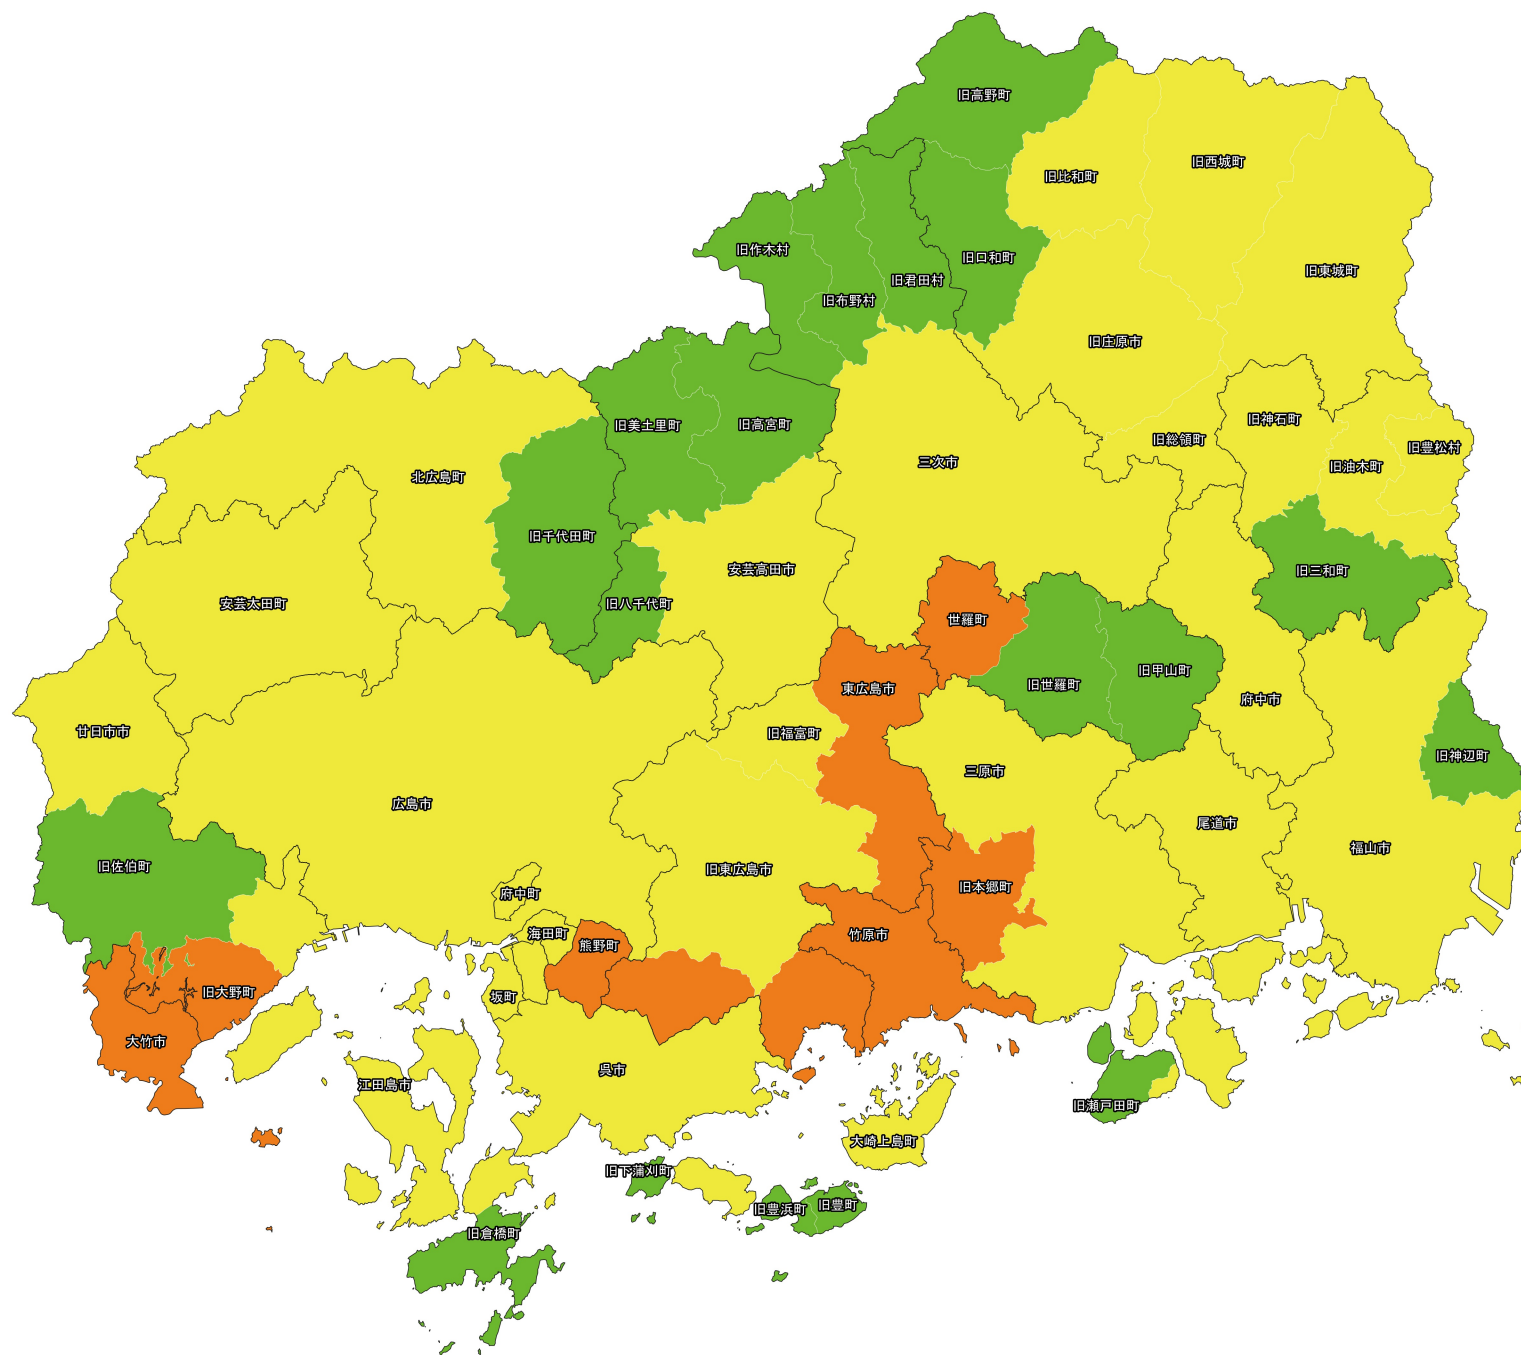 旧高野町
旧西城町
旧比和町
旧作木村
旧口和町
旧東城町
旧君田村
旧布野村
旧庄原市
旧神石町
旧美土里町
旧高宮町
旧総領町
旧豊松村
三次市
旧油木町
北広島町
旧千代田町
安芸高田市
旧三和町
安芸太田町
旧八千代町
世羅町
旧甲山町
東広島市
旧世羅町
府中市
廿日市市
旧福富町
旧神辺町
三原市
広島市
尾道市
福山市
旧佐伯町
旧東広島市
旧本郷町
府中町
海田町
竹原市
熊野町
旧大野町
坂町
大竹市
呉市
江田島市
旧瀬戸田町
大崎上島町
旧下蒲刈町
旧豊浜町
旧豊町
旧倉橋町